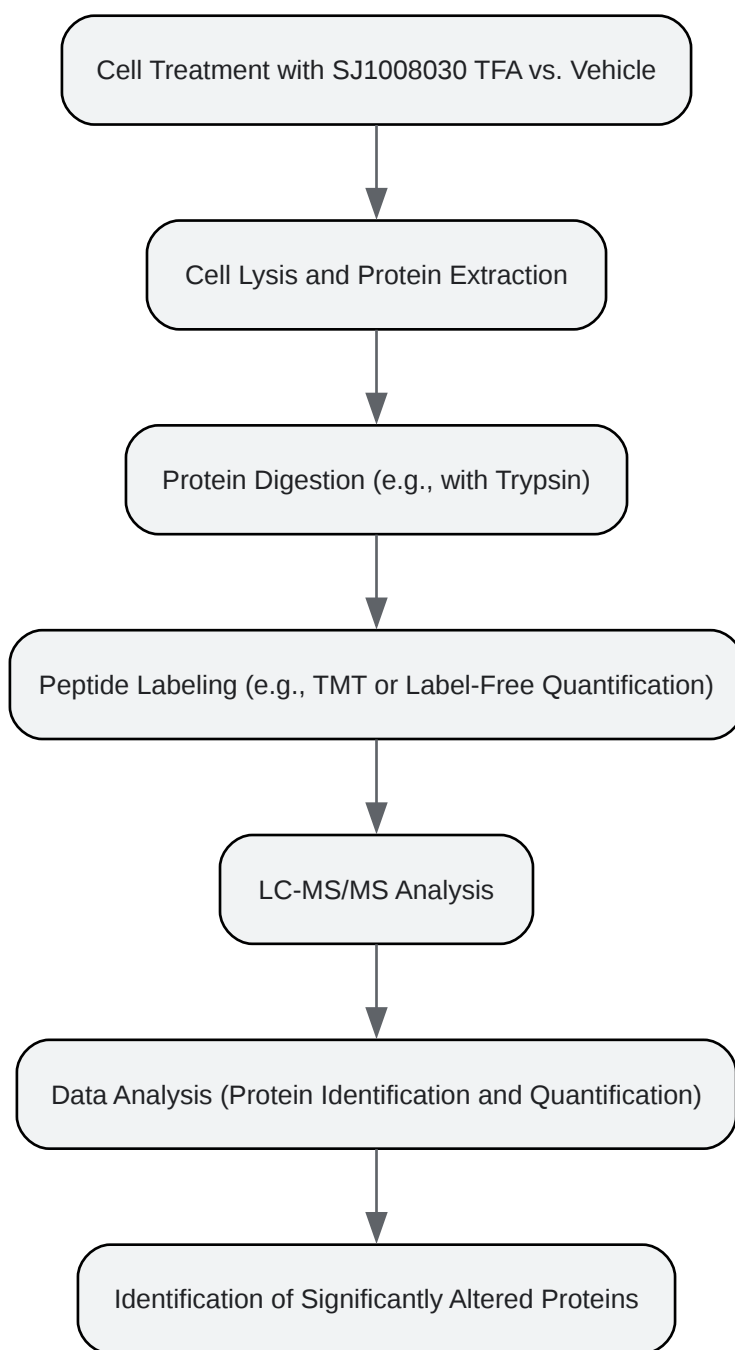 Cell Treatment with SJ1008030 TFA vs. Vehicle
Cell Lysis and Protein Extraction
Protein Digestion (e.g., with Trypsin)
Peptide Labeling (e.g., TMT or Label-Free Quantification)
LC-MS/MS Analysis
Data Analysis (Protein Identification and Quantification)
Identification of Significantly Altered Proteins